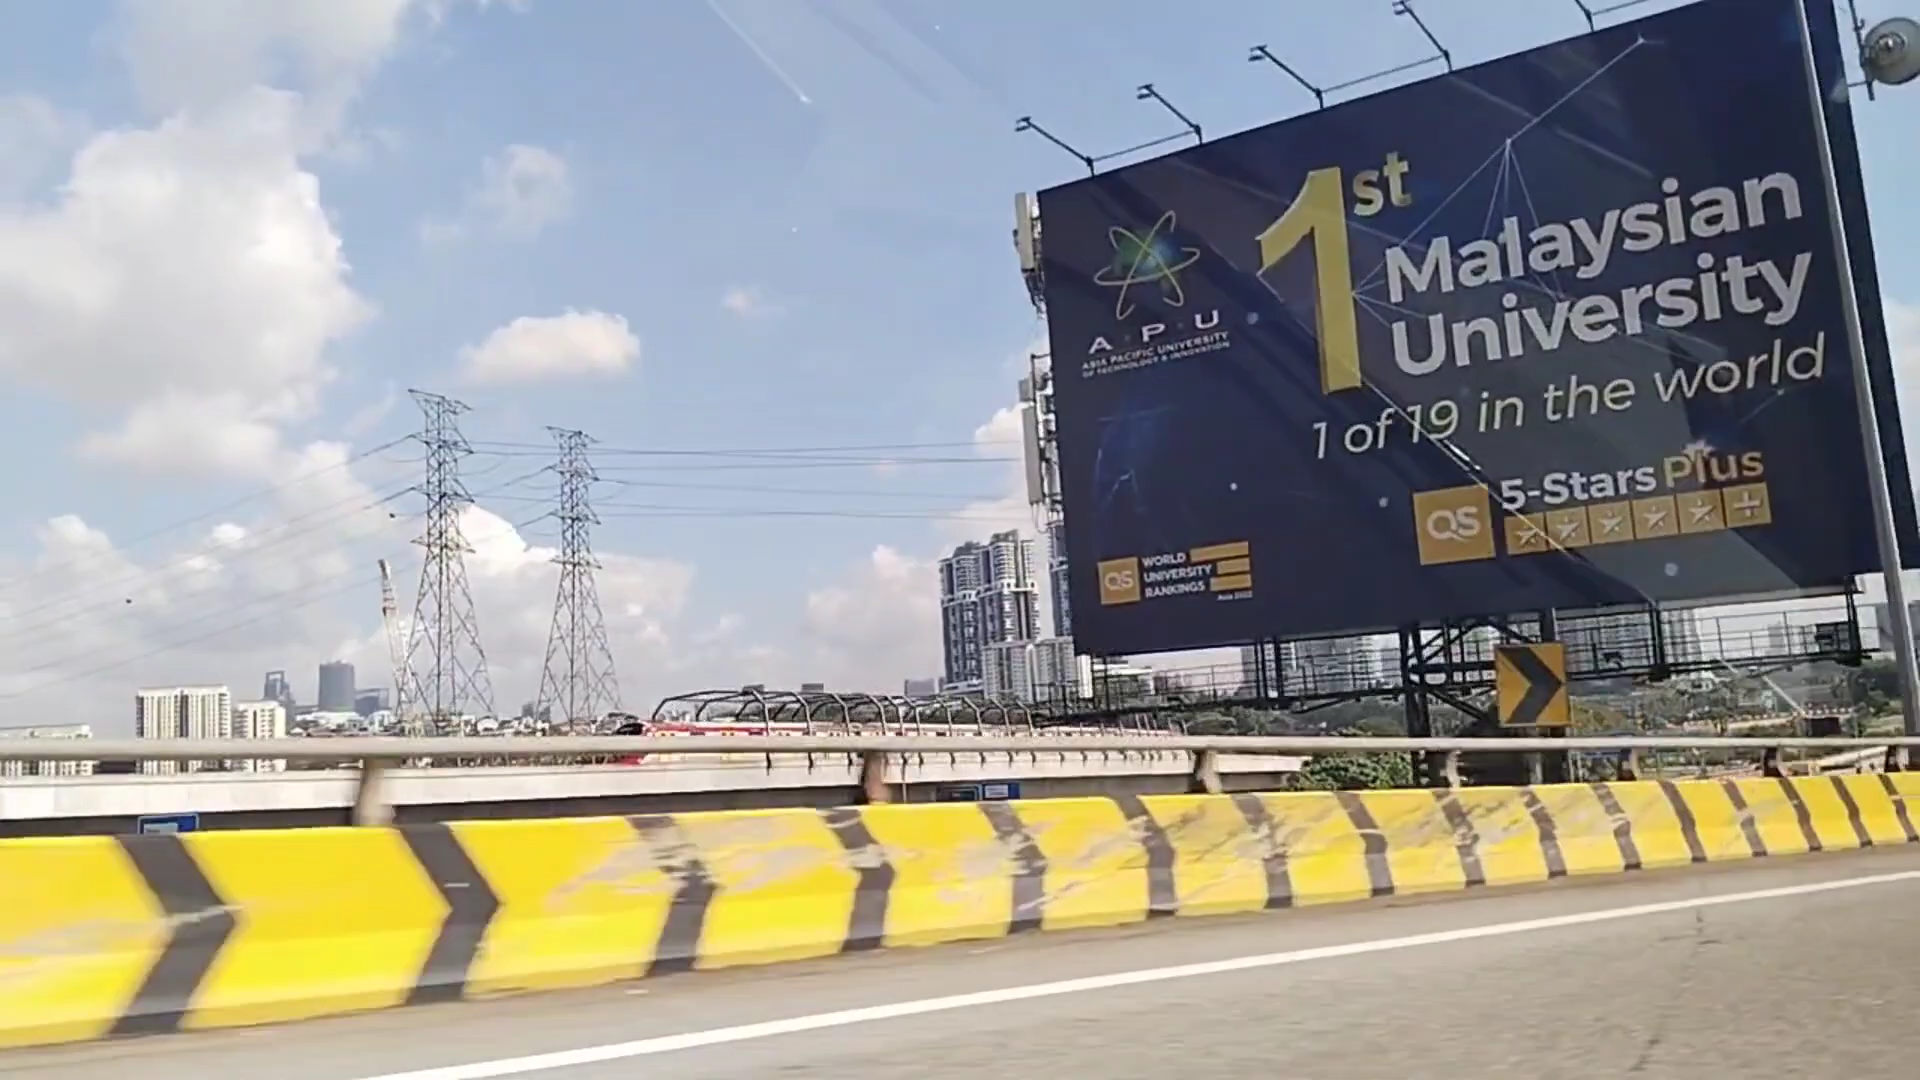 A P U
ASIA PACIFIC UNIVERSITY
OF TECHNOLOGY & INNOVATION
1st
Malaysian
University
1 of 19 in the world
QS
5-Stars Plus
QS
WORLD
UNIVERSITY
RANKINGS